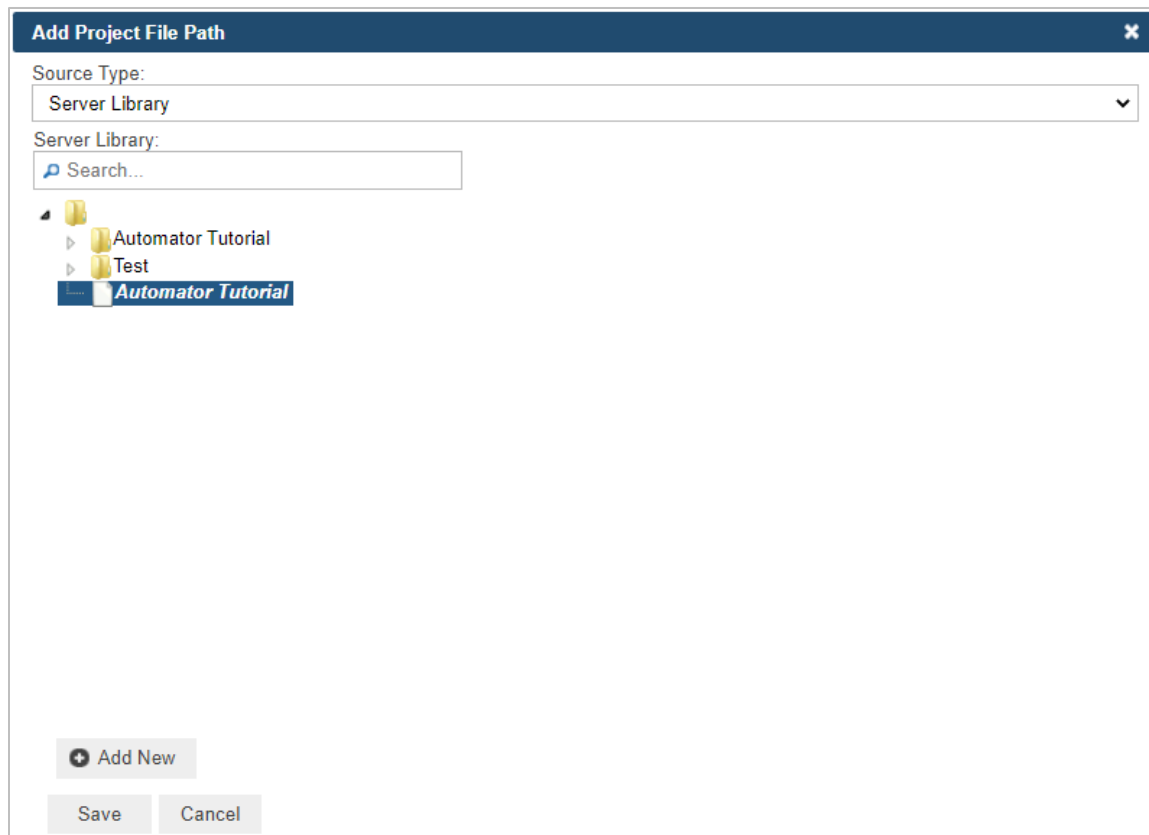 Add Project File Path
Source Type:
Server Library
Server Library:
Search...
Automator Tutorial
Test
Automator Tutorial
Add New
Save Cancel